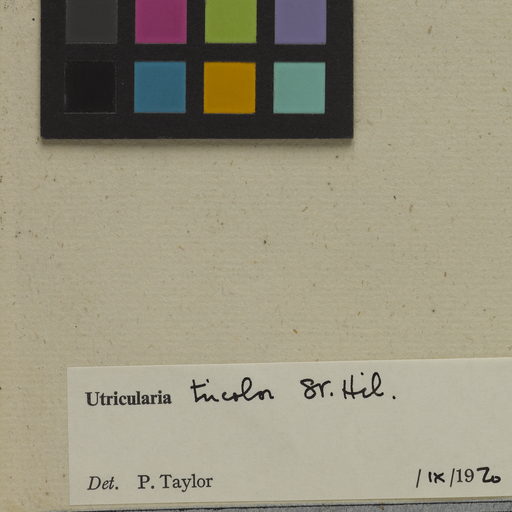 Utricularia tricolor St. Hil.
Det. P. Taylor / IX /1970